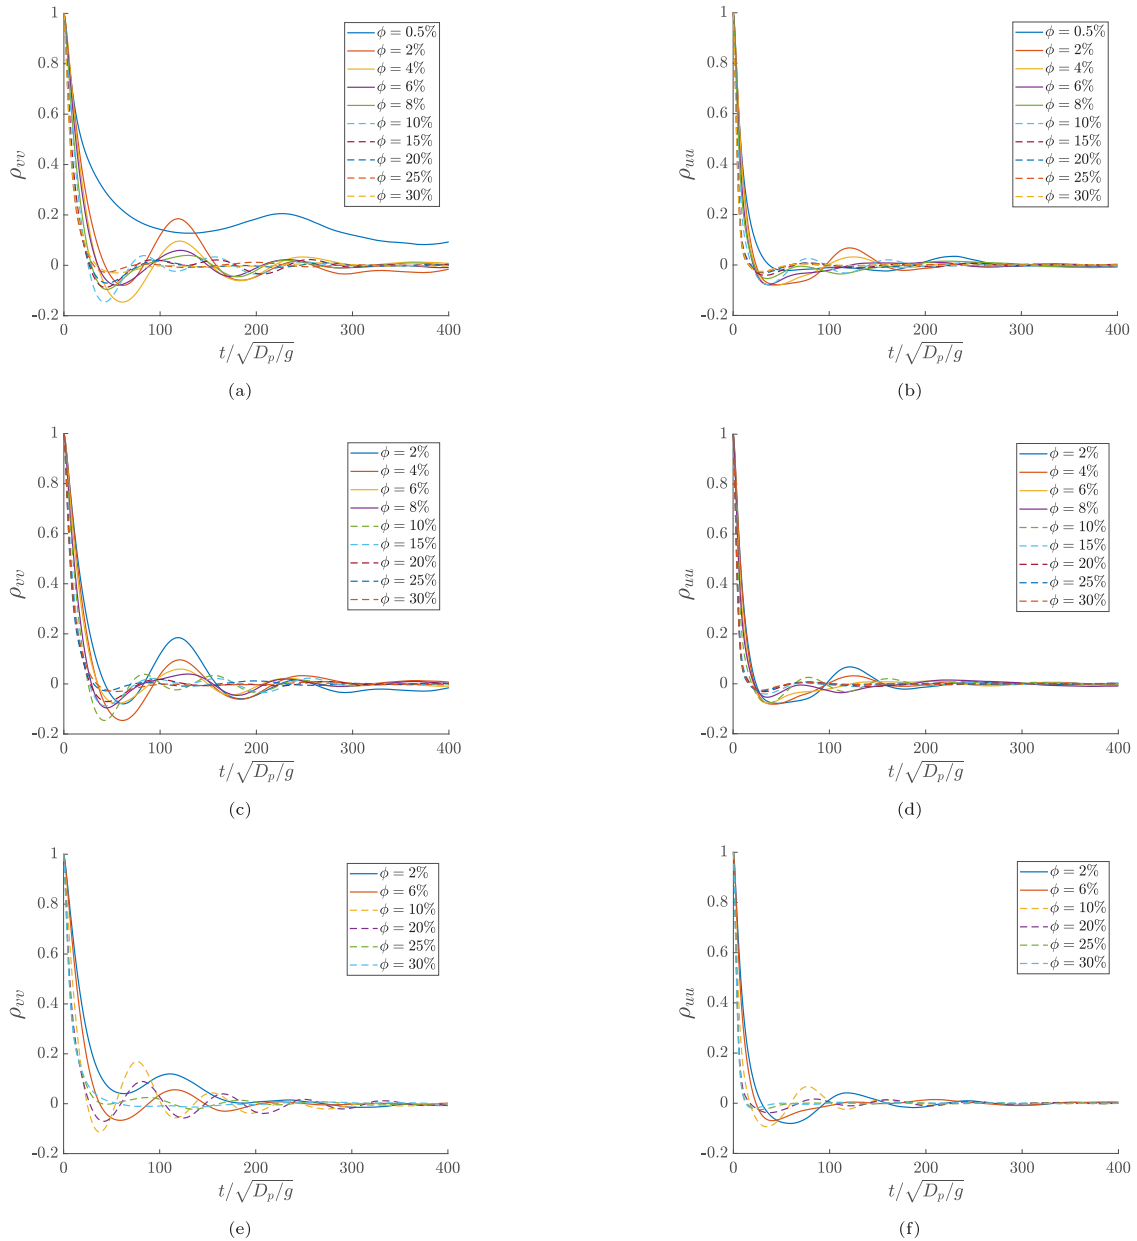 1
0.8
0.6
0.4
0.2
0
-0.2
0 100 200 300 400
ρvv
t/√Dp/g
ϕ = 0.5%
ϕ = 2%
ϕ = 4%
ϕ = 6%
ϕ = 8%
ϕ = 10%
ϕ = 15%
ϕ = 20%
ϕ = 25%
ϕ = 30%
(a)
1
0.8
0.6
0.4
0.2
0
-0.2
0 100 200 300 400
ρuu
t/√Dp/g
ϕ = 0.5%
ϕ = 2%
ϕ = 4%
ϕ = 6%
ϕ = 8%
ϕ = 10%
ϕ = 15%
ϕ = 20%
ϕ = 25%
ϕ = 30%
(b)
1
0.8
0.6
0.4
0.2
0
-0.2
0 100 200 300 400
ρvv
t/√Dp/g
ϕ = 2%
ϕ = 4%
ϕ = 6%
ϕ = 8%
ϕ = 10%
ϕ = 15%
ϕ = 20%
ϕ = 25%
ϕ = 30%
(c)
1
0.8
0.6
0.4
0.2
0
-0.2
0 100 200 300 400
ρuu
t/√Dp/g
ϕ = 2%
ϕ = 4%
ϕ = 6%
ϕ = 8%
ϕ = 10%
ϕ = 15%
ϕ = 20%
ϕ = 25%
ϕ = 30%
(d)
1
0.8
0.6
0.4
0.2
0
-0.2
0 100 200 300 400
ρvv
t/√Dp/g
ϕ = 2%
ϕ = 6%
ϕ = 10%
ϕ = 20%
ϕ = 25%
ϕ = 30%
(e)
1
0.8
0.6
0.4
0.2
0
-0.2
0 100 200 300 400
ρuu
t/√Dp/g
ϕ = 2%
ϕ = 6%
ϕ = 10%
ϕ = 20%
ϕ = 25%
ϕ = 30%
(f)